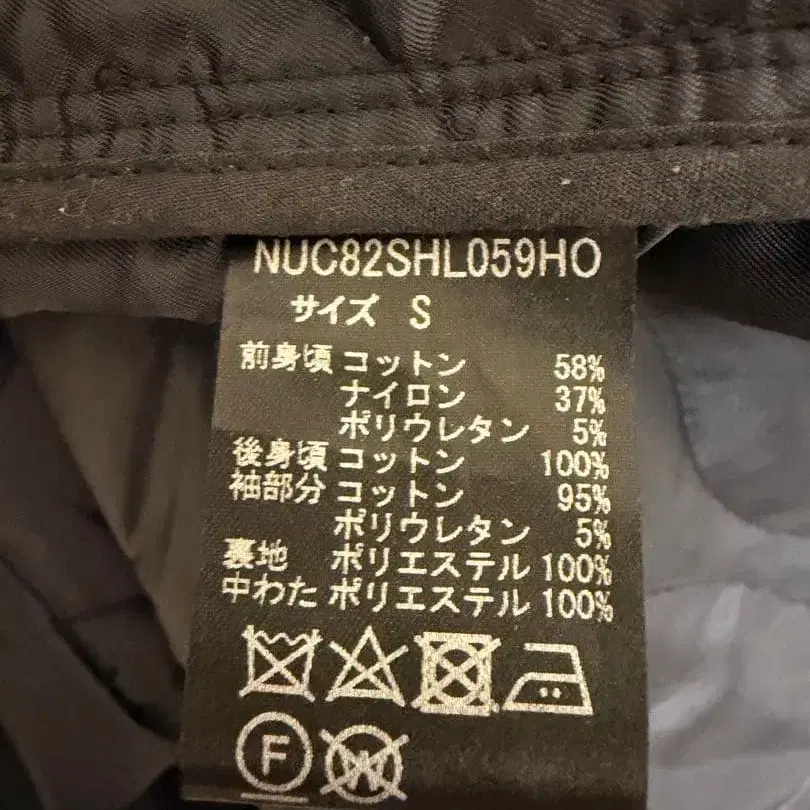 NUC82SHL059HO
サイズ S
前身頃 コットン 58%
ナイロン 37%
ポリウレタン 5%
後身頃 コットン 100%
袖部分 コットン 95%
ポリウレタン 5%
裏地 ポリエステル 100%
中わた ポリエステル 100%
F W